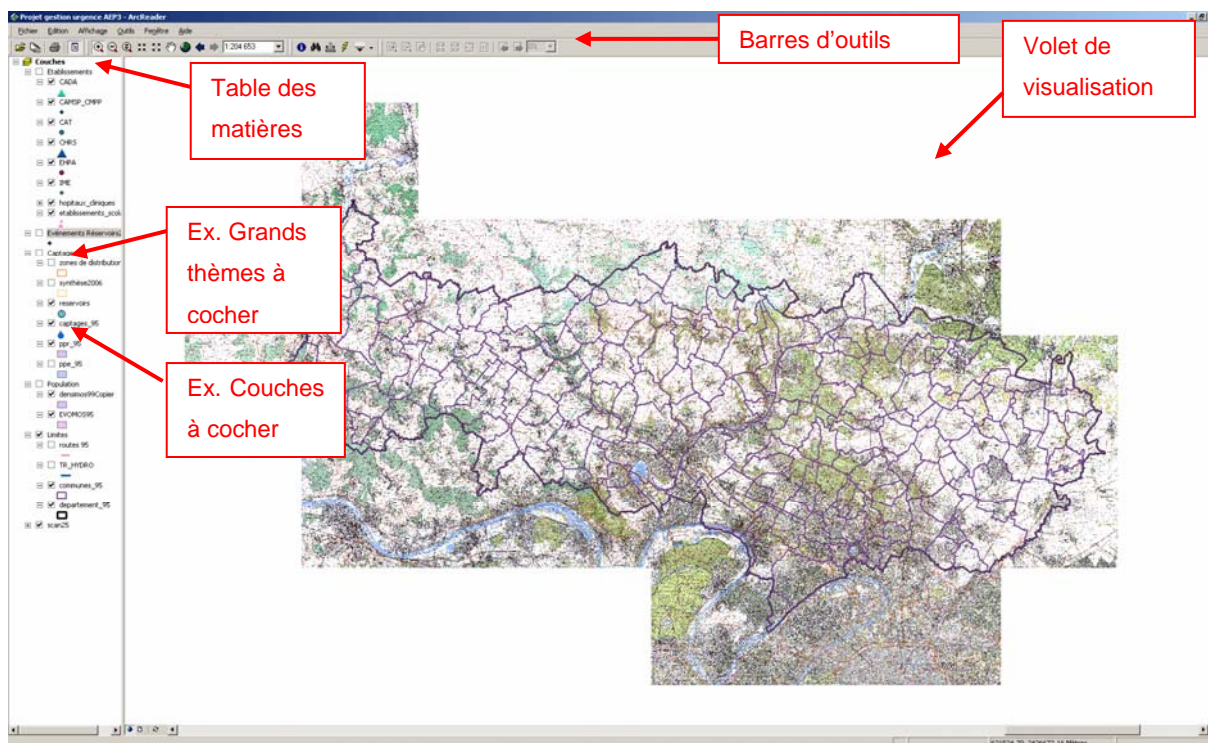 Projet gestion urgence AEP3 - ArcReader
Fichier Edition Affichage Outils Fenêtre Aide
1:204 653
Barres d'outils
Volet de
visualisation
Table des
matières
Ex. Grands
thèmes à
cocher
Ex. Couches
à cocher
Couches
Etablissements
CADA
CAMSP_CMPP
CAT
CHRS
EHPA
IME
hopitaux_cliniques
etablissements_scol
Evénements Réservoirs
Captage
zones de distribution
synthèse2006
reservoirs
captages_95
ppr_95
ppe_95
Population
densimos99Copier
EVOMOS95
Limites
routes 95
TR_HYDRO
communes_95
departement_95
scan25